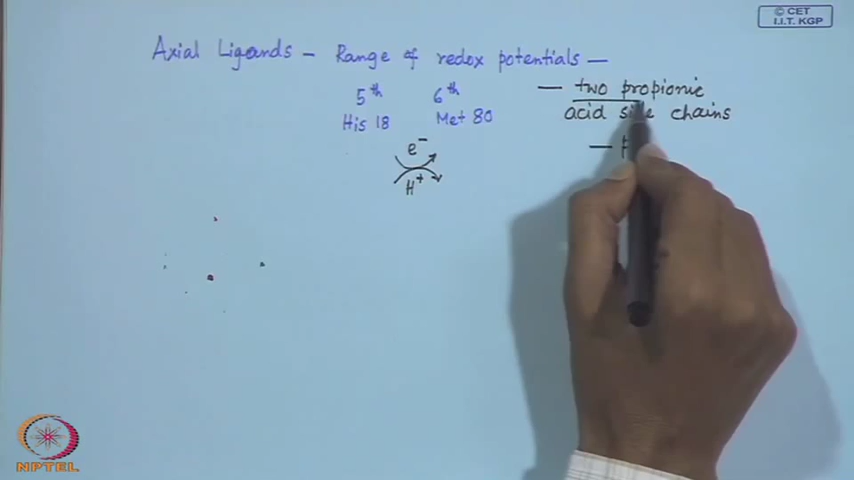 © CET
I.I.T. KGP
Axial Ligands - Range of redox potentials -
- two propionic
acid side chains
5th 6th
His 18 Met 80
e-
H+
NPTEL